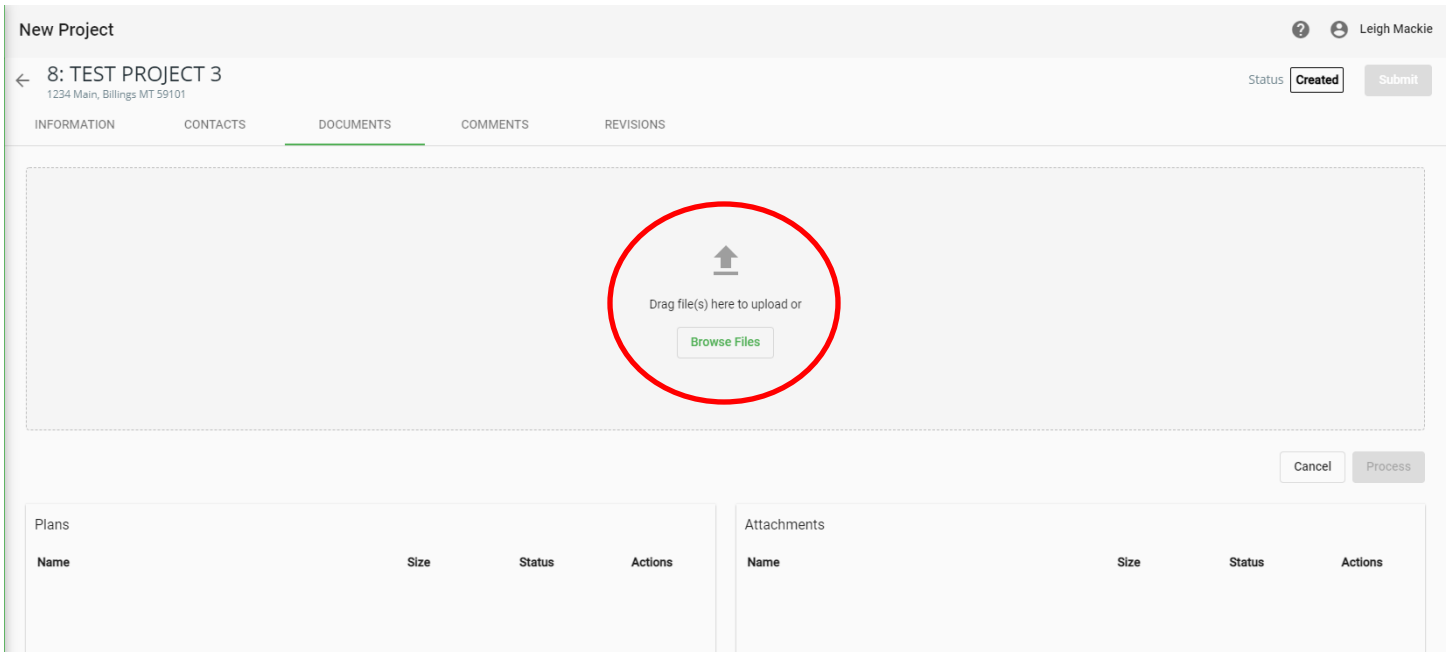 New Project
Leigh Mackie
8: TEST PROJECT 3
1234 Main, Billings MT 59101
Status Created Submit
INFORMATION CONTACTS DOCUMENTS COMMENTS REVISIONS
Drag file(s) here to upload or
Browse Files
Cancel Process
Plans
Name Size Status Actions
Attachments
Name Size Status Actions